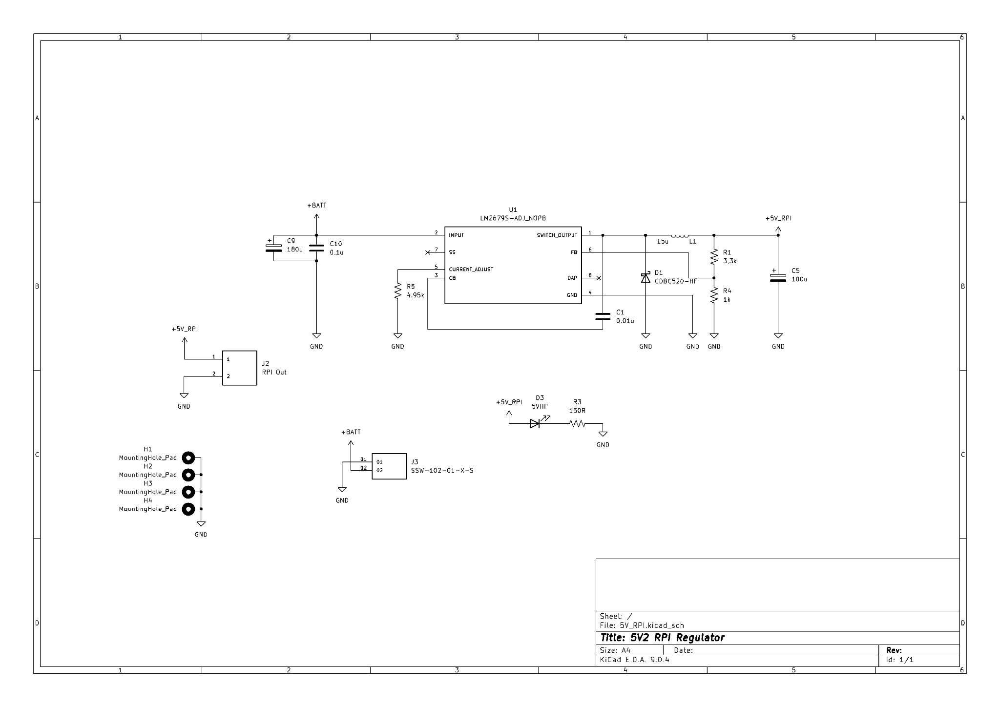 1 2 3 4 5 6
A A
B B
C C
D D
+BATT
C9
180u
C10
0.1u
GND
U1
LM2679S-ADJ_NOPB
2 INPUT
7 SS
5 CURRENT_ADJUST
3 CB
SWITCH_OUTPUT 1
FB 6
DAP 8
GND 4
R5
4.95k
GND
C1
0.01u
D1
CDBC520-HF
GND
15u L1
R1
3.3k
R4
1k
GND GND
+5V_RPI
+
C5
100u
GND
+
+5V_RPI
1 1
2 2
J2
RPI Out
GND
+5V_RPI
D3
5VHP
R3
150R
GND
+BATT
01 01
02 02
J3
SSW-102-01-X-S
GND
H1
MountingHole_Pad
H2
MountingHole_Pad
H3
MountingHole_Pad
H4
MountingHole_Pad
GND
Sheet: /
File: 5V_RPI.kicad_sch
Title: 5V2 RPI Regulator
Size: A4 Date: Rev:
KiCad E.D.A. 9.0.4 Id: 1/1
1 2 3 4 5 6